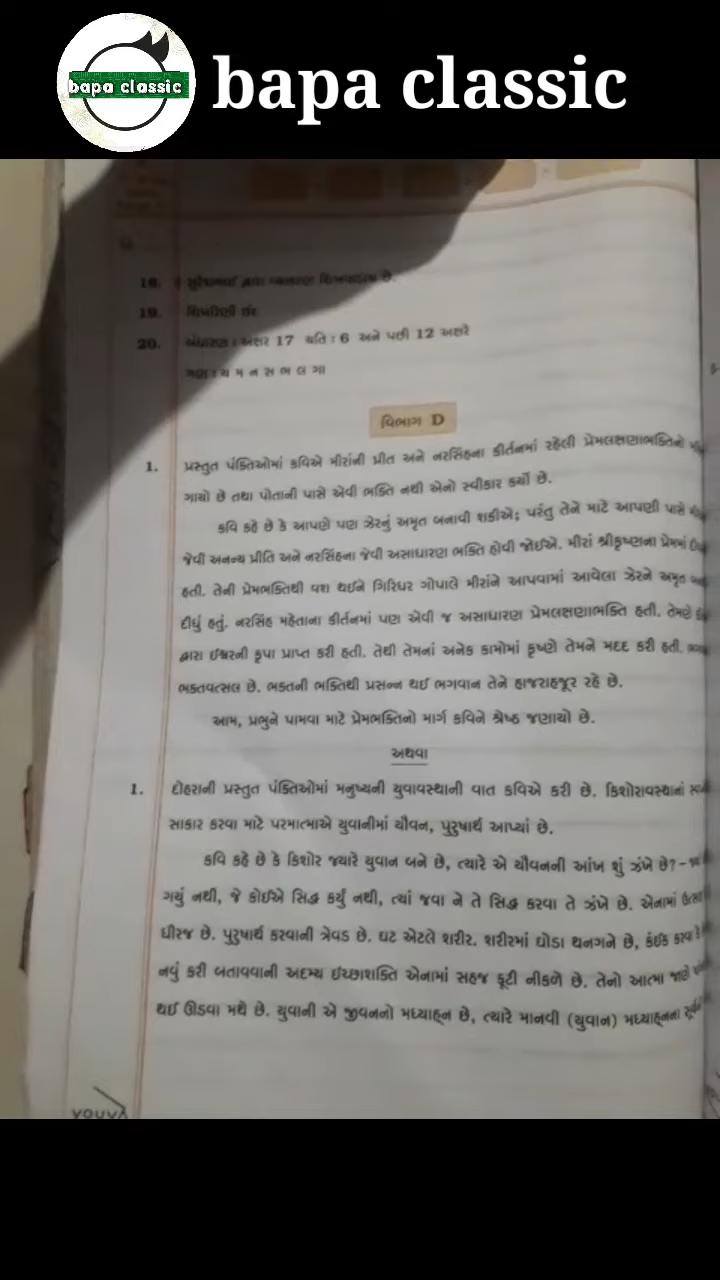 bapa classic
bapa classic
18. સુરેશભાઈ દ્વારા વ્યાકરણ શિખવાય છે.
19. શિખરિણી છંદ
20. બંધારણ : અક્ષર 17 યતિ : 6 અને પછી 12 અક્ષરે
ગણ : ય મ ન સ ભ લ ગા
વિભાગ D
1. પ્રસ્તુત પંક્તિઓમાં કવિએ મીરાંની પ્રીત અને નરસિંહના કીર્તનમાં રહેલી પ્રેમલક્ષણાભક્તિનો
ગાયો છે તથા પોતાની પાસે એવી ભક્તિ નથી એનો સ્વીકાર કર્યો છે.
કવિ કહે છે કે આપણે પણ ઝેરનું અમૃત બનાવી શકીએ; પરંતુ તેને માટે આપણી પાસે
જેવી અનન્ય પ્રીતિ અને નરસિંહના જેવી અસાધારણ ભક્તિ હોવી જોઈએ. મીરાં શ્રીકૃષ્ણના પ્રેમમાં
હતી. તેની પ્રેમભક્તિથી વશ થઈને ગિરિધર ગોપાલે મીરાંને આપવામાં આવેલા ઝેરને અમૃત
દીધું હતું. નરસિંહ મહેતાના કીર્તનમાં પણ એવી જ અસાધારણ પ્રેમલક્ષણાભક્તિ હતી. તેમણે
દ્વારા ઈશ્વરની કૃપા પ્રાપ્ત કરી હતી. તેથી તેમનાં અનેક કામોમાં કૃષ્ણે તેમને મદદ કરી હતી.
ભક્તવત્સલ છે. ભક્તની ભક્તિથી પ્રસન્ન થઈ ભગવાન તેને હાજરાહજૂર રહે છે.
આમ, પ્રભુને પામવા માટે પ્રેમભક્તિનો માર્ગ કવિને શ્રેષ્ઠ જણાયો છે.
અથવા
1. દોહરાની પ્રસ્તુત પંક્તિઓમાં મનુષ્યની યુવાવસ્થાની વાત કવિએ કરી છે. કિશોરાવસ્થાનાં
સાકાર કરવા માટે પરમાત્માએ યુવાનીમાં યૌવન, પુરુષાર્થ આપ્યાં છે.
કવિ કહે છે કે કિશોર જ્યારે યુવાન બને છે, ત્યારે એ યૌવનની આંખ શું ઝંખે છે? –
ગયું નથી, જે કોઈએ સિદ્ધ કર્યું નથી, ત્યાં જવા ને તે સિદ્ધ કરવા તે ઝંખે છે. એનામાં
ધીરજ છે. પુરુષાર્થ કરવાની ત્રેવડ છે. ઘટ એટલે શરીર. શરીરમાં ઘોડા થનગને છે, કંઈક કરવા
નવું કરી બતાવવાની અદમ્ય ઇચ્છાશક્તિ એનામાં સહજ ફૂટી નીકળે છે. તેનો આત્મા જાણે
થઈ ઊડવા મથે છે. યુવાની એ જીવનનો મધ્યાહ્ન છે, ત્યારે માનવી (યુવાન) મધ્યાહ્નના
YOUVA